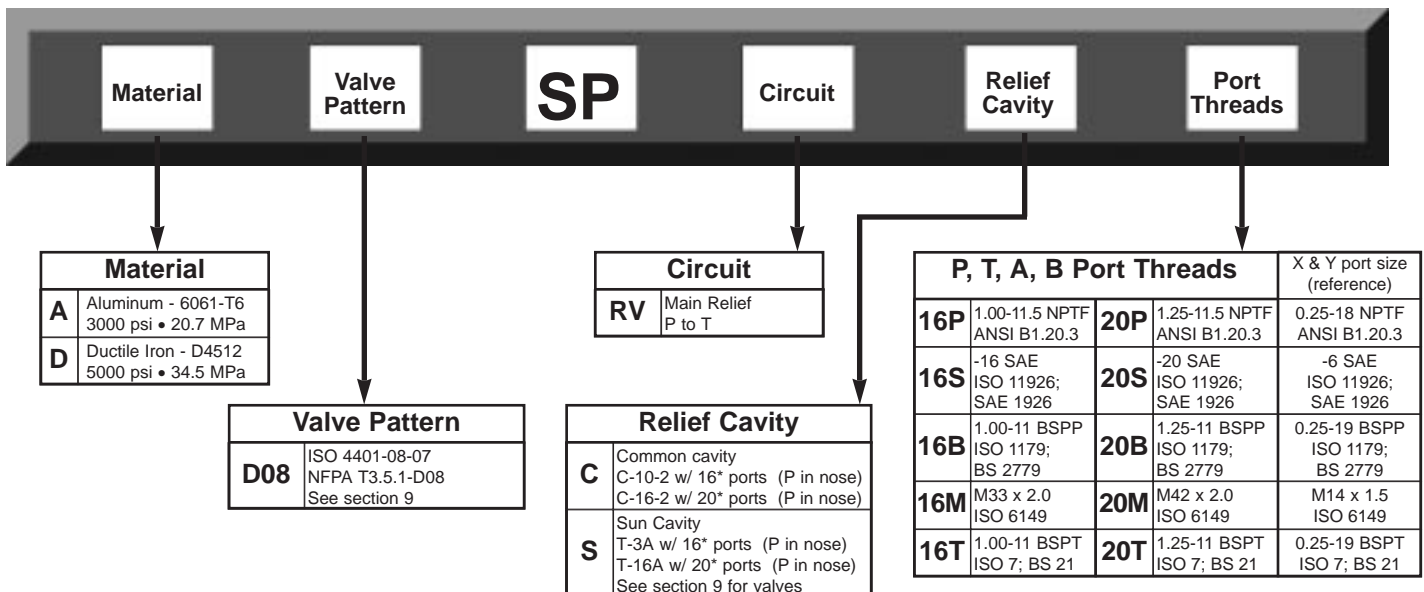 Material
Valve
Pattern
SP
Circuit
Relief
Cavity
Port
Threads
Material
A
Aluminum - 6061-T6
3000 psi • 20.7 MPa
D
Ductile Iron - D4512
5000 psi • 34.5 MPa
Valve Pattern
D08
ISO 4401-08-07
NFPA T3.5.1-D08
See section 9
Circuit
RV
Main Relief
P to T
Relief Cavity
C
Common cavity
C-10-2 w/ 16* ports (P in nose)
C-16-2 w/ 20* ports (P in nose)
S
Sun Cavity
T-3A w/ 16* ports (P in nose)
T-16A w/ 20* ports (P in nose)
See section 9 for valves
P, T, A, B Port Threads
X & Y port size
(reference)
16P
1.00-11.5 NPTF
ANSI B1.20.3
20P
1.25-11.5 NPTF
ANSI B1.20.3
0.25-18 NPTF
ANSI B1.20.3
16S
-16 SAE
ISO 11926;
SAE 1926
20S
-20 SAE
ISO 11926;
SAE 1926
-6 SAE
ISO 11926;
SAE 1926
16B
1.00-11 BSPP
ISO 1179;
BS 2779
20B
1.25-11 BSPP
ISO 1179;
BS 2779
0.25-19 BSPP
ISO 1179;
BS 2779
16M
M33 x 2.0
ISO 6149
20M
M42 x 2.0
ISO 6149
M14 x 1.5
ISO 6149
16T
1.00-11 BSPT
ISO 7; BS 21
20T
1.25-11 BSPT
ISO 7; BS 21
0.25-19 BSPT
ISO 7; BS 21